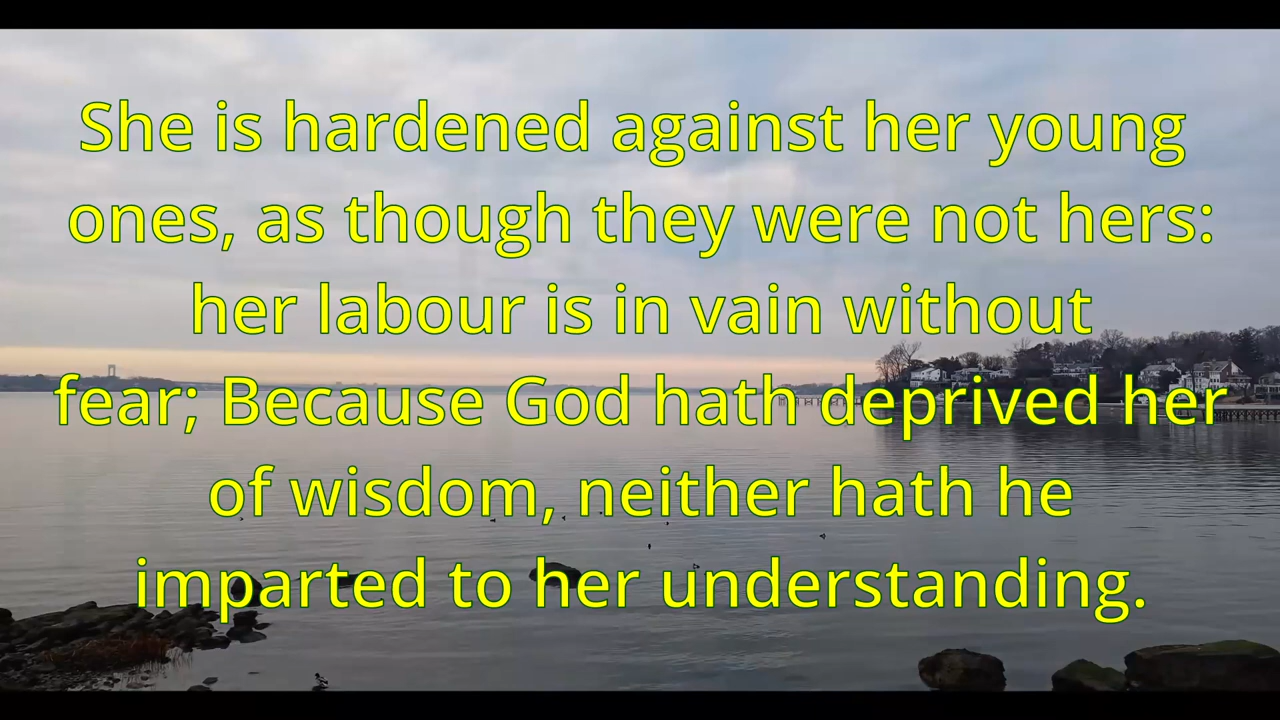 She is hardened against her young
ones, as though they were not hers:
her labour is in vain without
fear; Because God hath deprived her
of wisdom, neither hath he
imparted to her understanding.